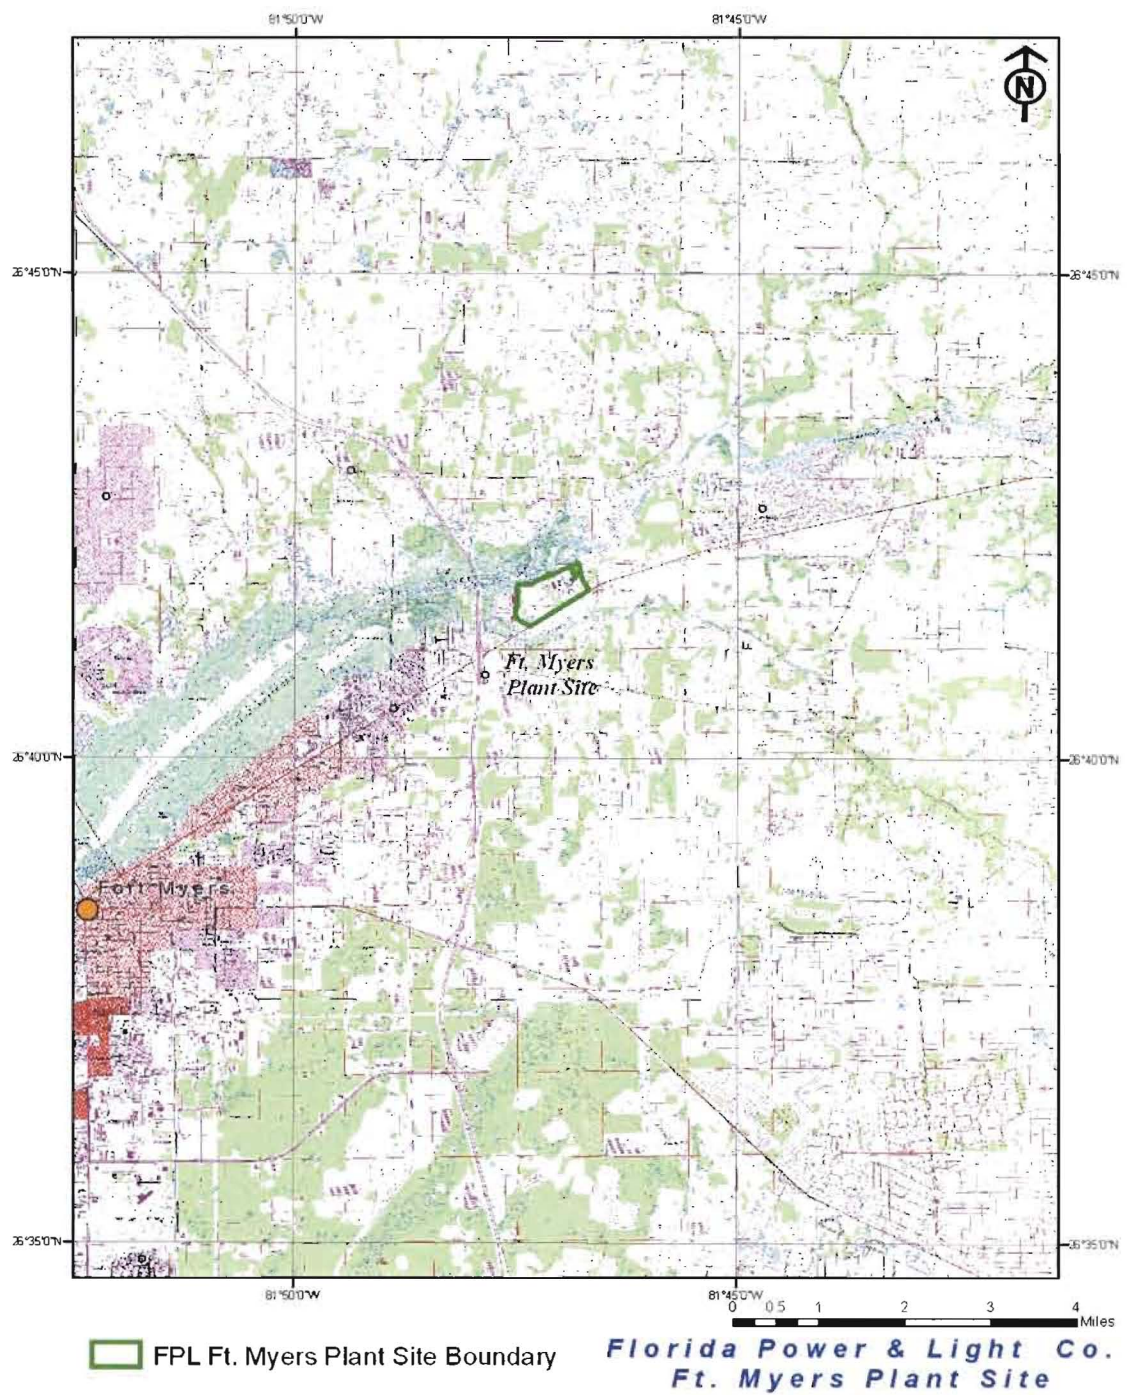 81°50'0"W
81°45'0"W
N
26°45'0"N
26°45'0"N
Ft. Myers
Plant Site
26°40'0"N
26°40'0"N
Fort Myers
26°35'0"N
26°35'0"N
81°50'0"W
81°45'0"W
0 0.5 1 2 3 4
Miles
FPL Ft. Myers Plant Site Boundary
Florida Power & Light Co.
Ft. Myers Plant Site